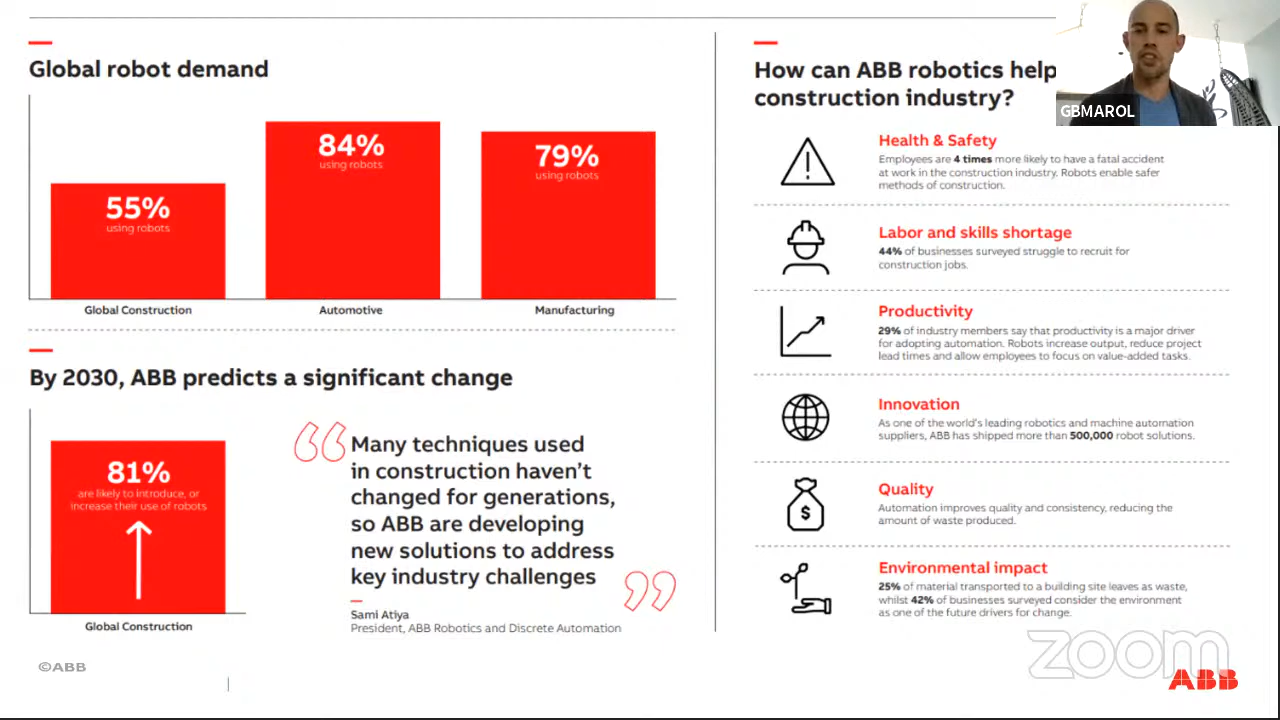 Global robot demand
55%
using robots
84%
using robots
79%
using robots
Global Construction
Automotive
Manufacturing
By 2030, ABB predicts a significant change
81%
are likely to introduce, or
increase their use of robots
Global Construction
Many techniques used
in construction haven't
changed for generations,
so ABB are developing
new solutions to address
key industry challenges
Sami Atiya
President, ABB Robotics and Discrete Automation
How can ABB robotics help
construction industry?
GBMAROL
Health & Safety
Employees are 4 times more likely to have a fatal accident
at work in the construction industry. Robots enable safer
methods of construction.
Labor and skills shortage
44% of businesses surveyed struggle to recruit for
construction jobs.
Productivity
29% of industry members say that productivity is a major driver
for adopting automation. Robots increase output, reduce project
lead times and allow employees to focus on value-added tasks.
Innovation
As one of the world's leading robotics and machine automation
suppliers, ABB has shipped more than 500,000 robot solutions.
Quality
$
Automation improves quality and consistency, reducing the
amount of waste produced.
Environmental impact
25% of material transported to a building site leaves as waste,
whilst 42% of businesses surveyed consider the environment
as one of the future drivers for change.
©ABB
zoom
ABB